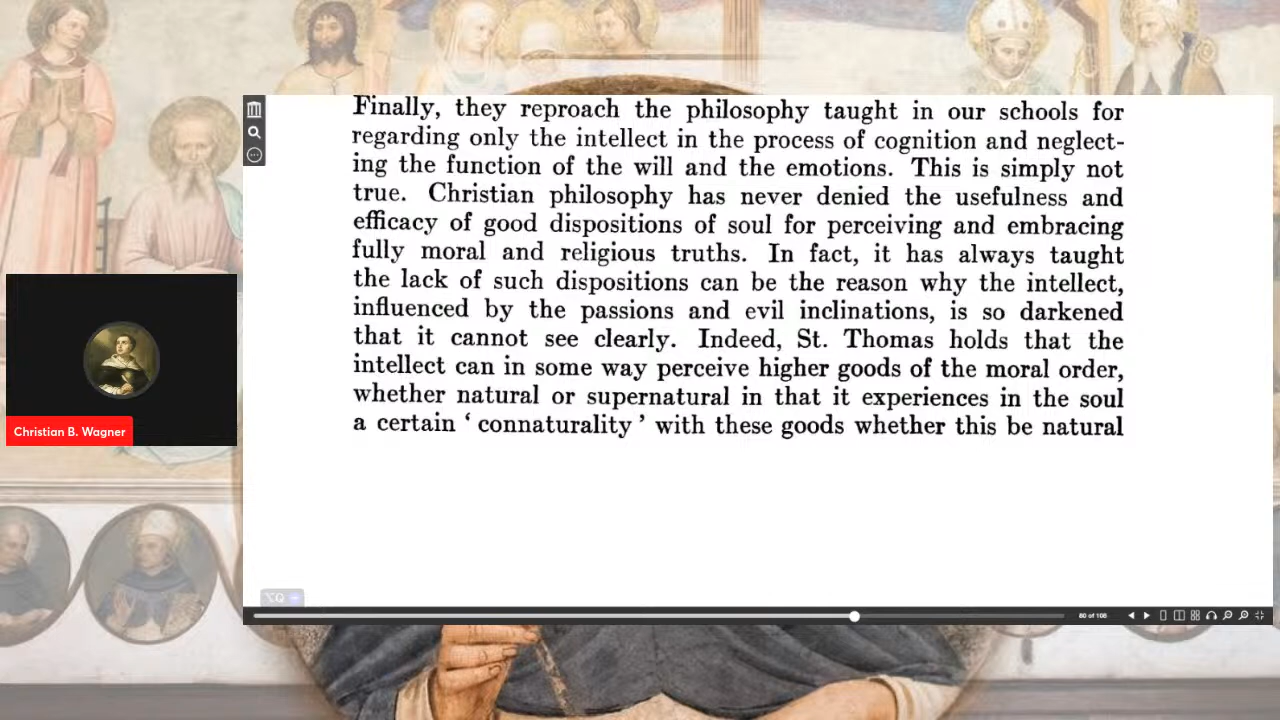 Finally, they reproach the philosophy taught in our schools for
regarding only the intellect in the process of cognition and neglect-
ing the function of the will and the emotions. This is simply not
true. Christian philosophy has never denied the usefulness and
efficacy of good dispositions of soul for perceiving and embracing
fully moral and religious truths. In fact, it has always taught
the lack of such dispositions can be the reason why the intellect,
influenced by the passions and evil inclinations, is so darkened
that it cannot see clearly. Indeed, St. Thomas holds that the
intellect can in some way perceive higher goods of the moral order,
whether natural or supernatural in that it experiences in the soul
a certain ‘ connaturality ’ with these goods whether this be natural
Christian B. Wagner
⌥Q
80 of 108